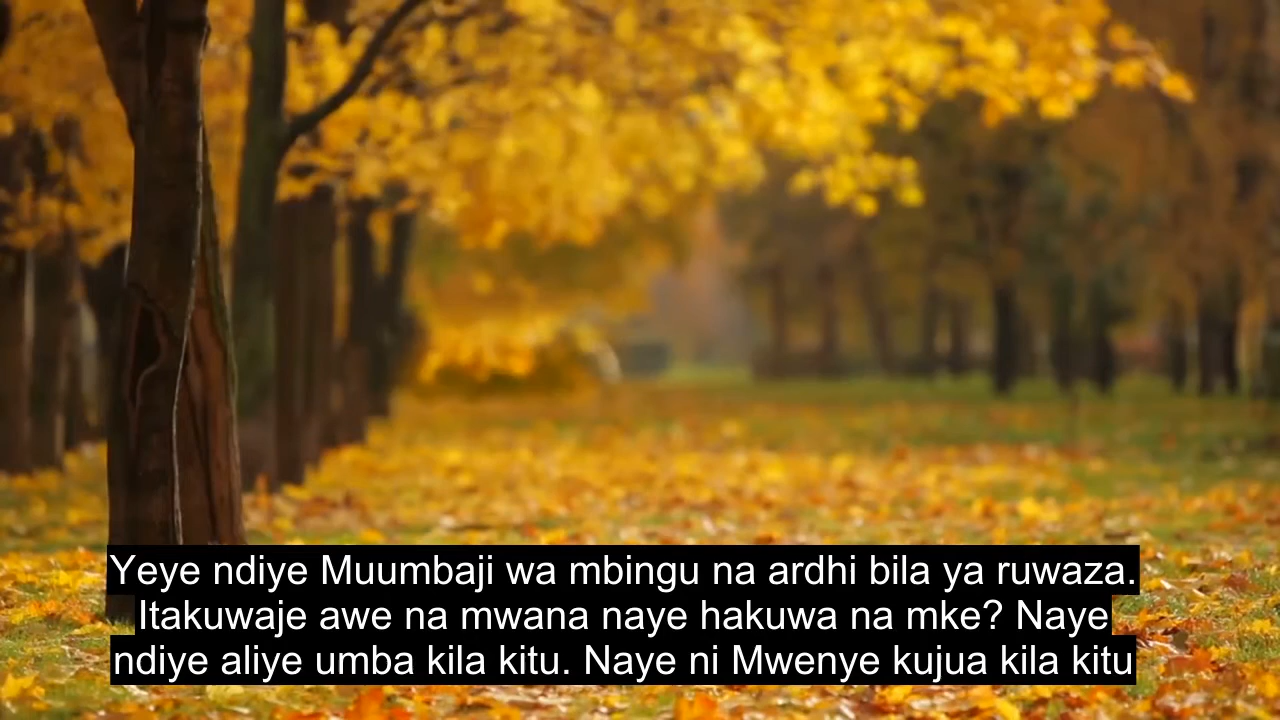 Yeye ndiye Muumbaji wa mbingu na ardhi bila ya ruwaza.
Itakuwaje awe na mwana naye hakuwa na mke? Naye
ndiye aliye umba kila kitu. Naye ni Mwenye kujua kila kitu